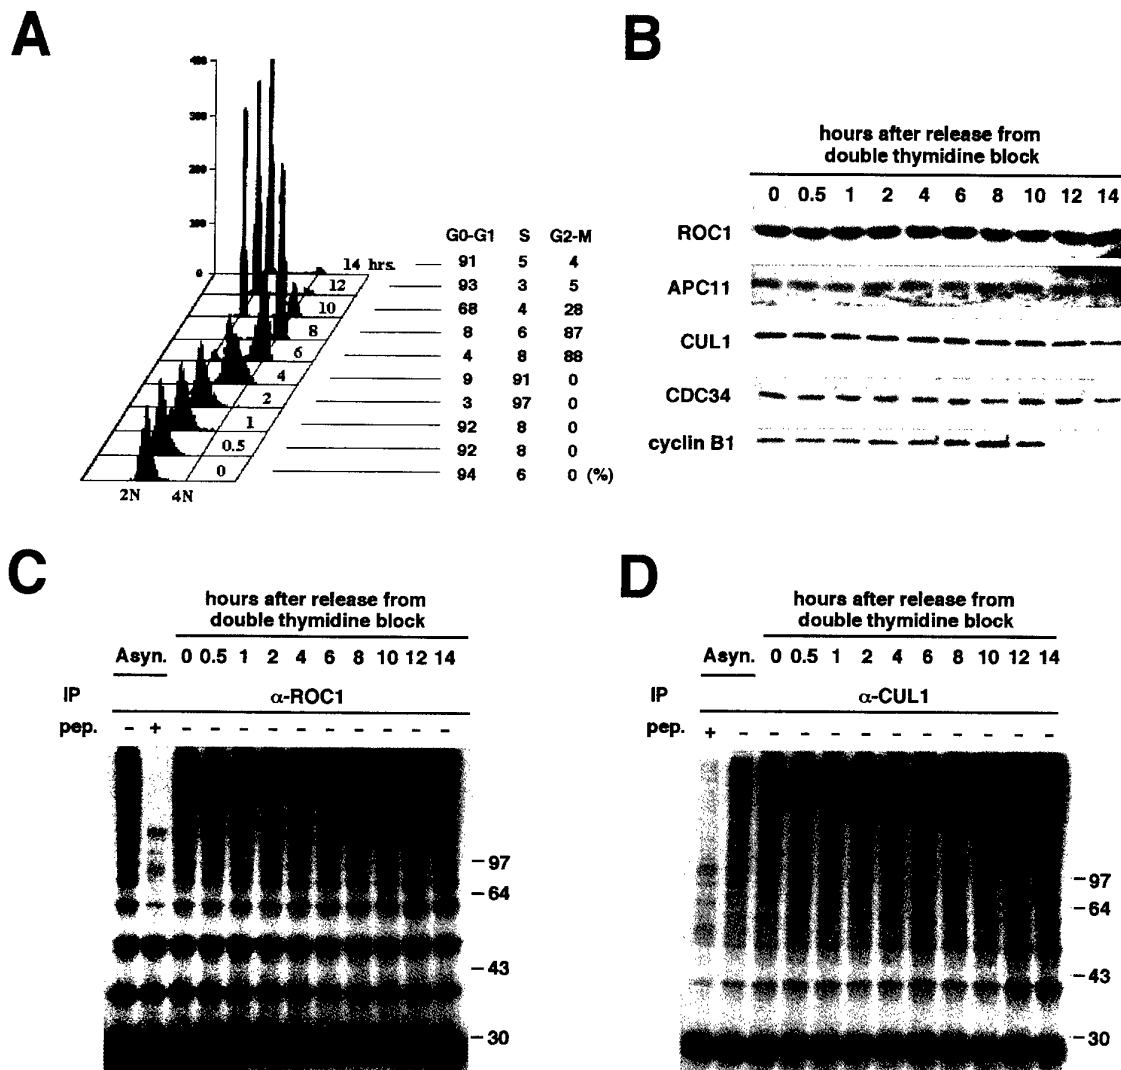 A
400
300
200
100
0
G0-G1 S G2-M
14 hrs. 91 5 4
12 93 3 5
10 68 4 28
8 8 6 87
6 4 8 88
4 9 91 0
2 3 97 0
1 92 8 0
0.5 92 8 0
0 94 6 0 (%)
2N 4N
B
hours after release from
double thymidine block
0 0.5 1 2 4 6 8 10 12 14
ROC1
APC11
CUL1
CDC34
cyclin B1
C
hours after release from
double thymidine block
Asyn. 0 0.5 1 2 4 6 8 10 12 14
IP α-ROC1
pep. - + - - - - - - - - - -
97
64
43
30
D
hours after release from
double thymidine block
Asyn. 0 0.5 1 2 4 6 8 10 12 14
IP α-CUL1
pep. + - - - - - - - - - - -
97
64
43
30